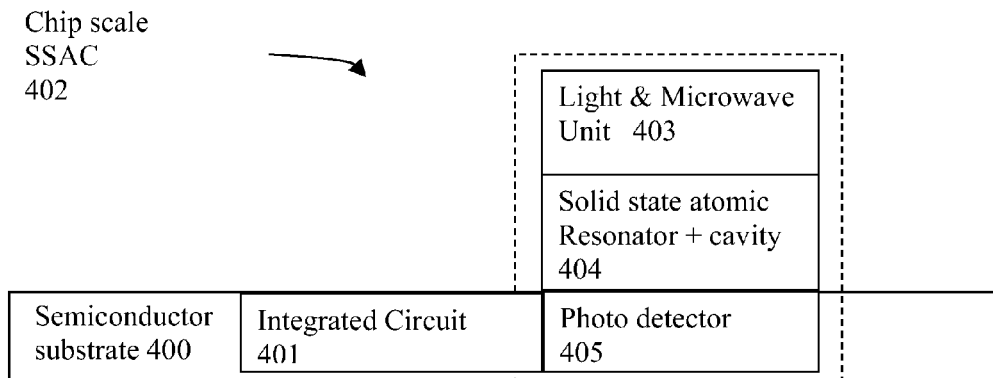 Chip scale
SSAC
402
Light & Microwave
Unit 403
Solid state atomic
Resonator + cavity
404
Semiconductor
substrate 400
Integrated Circuit
401
Photo detector
405